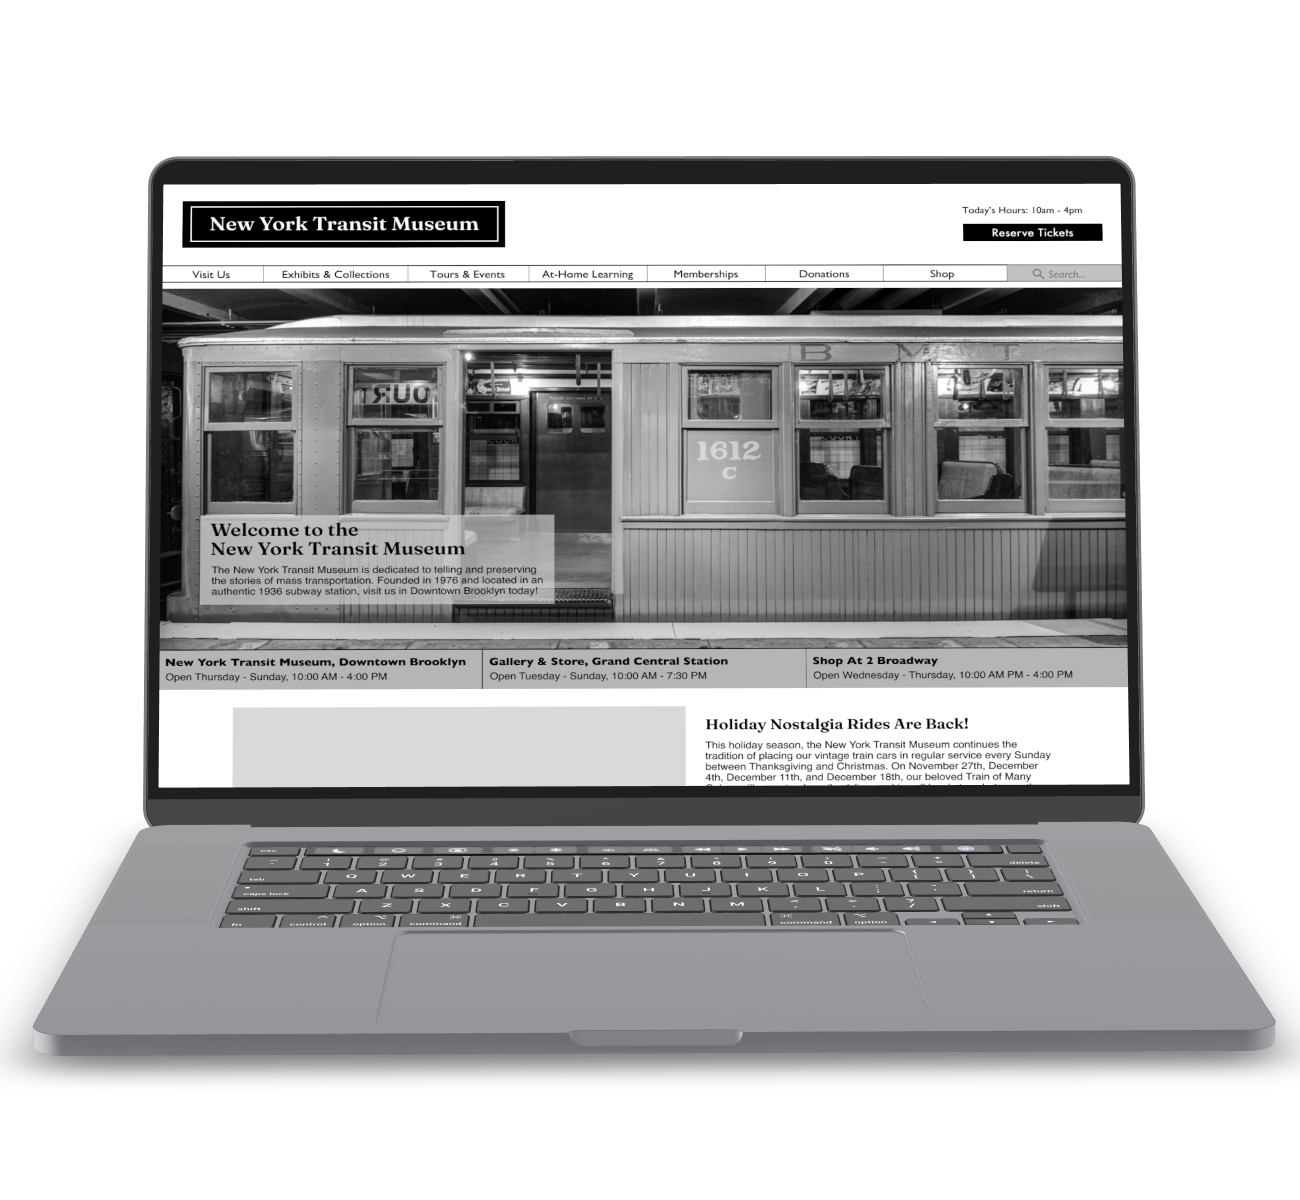 New York Transit Museum
Today's Hours: 10am - 4pm
Reserve Tickets
Visit Us
Exhibits & Collections
Tours & Events
At-Home Learning
Memberships
Donations
Shop
Search...
B M T
1612
C
Welcome to the
New York Transit Museum
The New York Transit Museum is dedicated to telling and preserving
the stories of mass transportation. Founded in 1976 and located in an
authentic 1936 subway station, visit us in Downtown Brooklyn today!
New York Transit Museum, Downtown Brooklyn
Open Thursday - Sunday, 10:00 AM - 4:00 PM
Gallery & Store, Grand Central Station
Open Tuesday - Sunday, 10:00 AM - 7:30 PM
Shop At 2 Broadway
Open Wednesday - Thursday, 10:00 AM PM - 4:00 PM
Holiday Nostalgia Rides Are Back!
This holiday season, the New York Transit Museum continues the
tradition of placing our vintage train cars in regular service every Sunday
between Thanksgiving and Christmas. On November 27th, December
4th, December 11th, and December 18th, our beloved Train of Many
esc
delete
tab Q W E R T Y U I O P
caps lock A S D F G H J K L return
shift Z X C V B N M shift
fn control option command command option